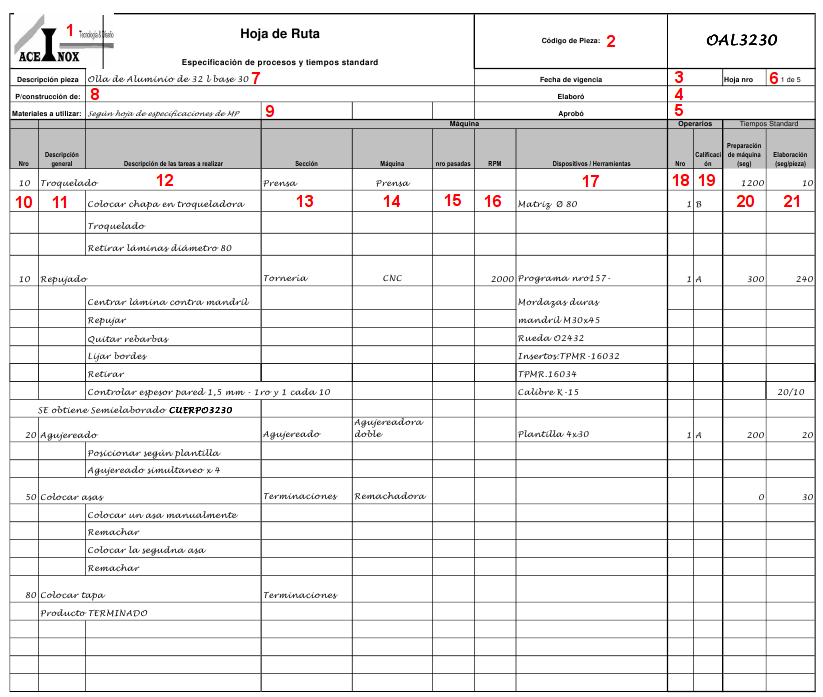 1 Tecnología & Diseño
ACE INOX
Hoja de Ruta
Especificación de procesos y tiempos standard
Código de Pieza: 2
OAL3230
Descripción pieza Olla de Aluminio de 32 l base 30 7 Fecha de vigencia 3 Hoja nro 6 1 de 5
P/construcción de: 8 Elaboró 4
Materiales a utilizar: Según hoja de especificaciones de MP 9 Aprobó 5
Máquina Operarios Tiempos Standard
Nro Descripción general Descripción de las tareas a realizar Sección Máquina nro pasadas RPM Dispositivos / Herramientas Nro Calificaci ón Preparación de máquina (seg) Elaboración (seg/pieza)
10 Troquelado 12 Prensa Prensa 17 18 19 1200 10
10 11 Colocar chapa en troqueladora 13 14 15 16 Matriz Ø 80 1 B 20 21
Troquelado
Retirar láminas diámetro 80
10 Repujado Tornería CNC 2000 Programa nro157- 1 A 300 240
Centrar lámina contra mandril Mordazas duras
Repujar mandril M30x45
Quitar rebarbas Rueda O2432
Lijar bordes Insertos:TPMR-16032
Retirar TPMR.16034
Controlar espesor pared 1,5 mm - 1ro y 1 cada 10 Calibre K-15 20/10
SE obtiene Semielaborado CUERPO3230
20 Agujereado Agujereado Agujereadora doble Plantilla 4x30 1 A 200 20
Posicionar según plantilla
Agujereado simultaneo x 4
50 Colocar asas Terminaciones Remachadora 0 30
Colocar un asa manualmente
Remachar
Colocar la segudna asa
Remachar
80 Colocar tapa Terminaciones
Producto TERMINADO